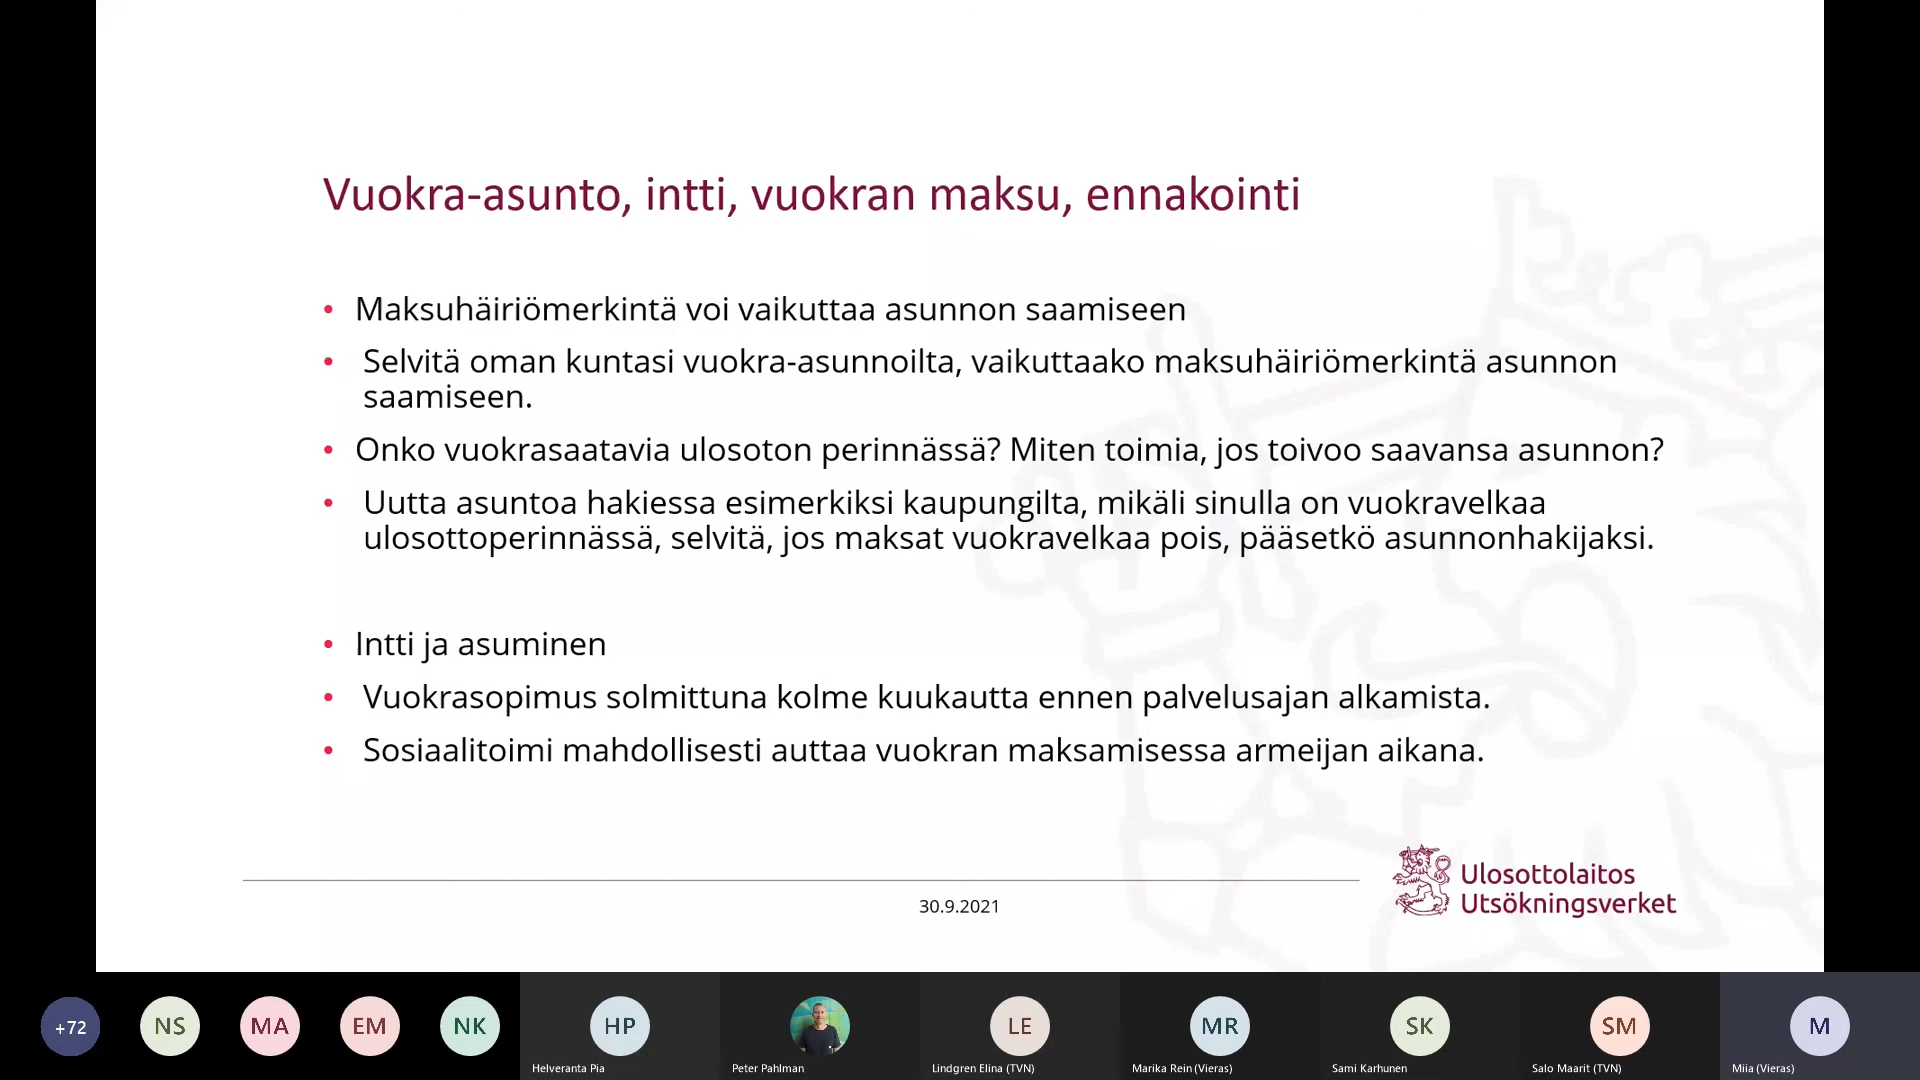 Vuokra-asunto, intti, vuokran maksu, ennakointi
• Maksuhäiriömerkintä voi vaikuttaa asunnon saamiseen
• Selvitä oman kuntasi vuokra-asunnoilta, vaikuttaako maksuhäiriömerkintä asunnon
saamiseen.
• Onko vuokrasaatavia ulosoton perinnässä? Miten toimia, jos toivoo saavansa asunnon?
• Uutta asuntoa hakiessa esimerkiksi kaupungilta, mikäli sinulla on vuokravelkaa
ulosottoperinnässä, selvitä, jos maksat vuokravelkaa pois, pääsetkö asunnonhakijaksi.
• Intti ja asuminen
• Vuokrasopimus solmittuna kolme kuukautta ennen palvelusajan alkamista.
• Sosiaalitoimi mahdollisesti auttaa vuokran maksamisessa armeijan aikana.
30.9.2021
Ulosottolaitos
Utsökningsverket
+72
NS
MA
EM
NK
HP
LE
MR
SK
SM
M
Helveranta Pia
Peter Pahlman
Lindgren Elina (TVN)
Marika Rein (Vieras)
Sami Karhunen
Salo Maarit (TVN)
Miia (Vieras)